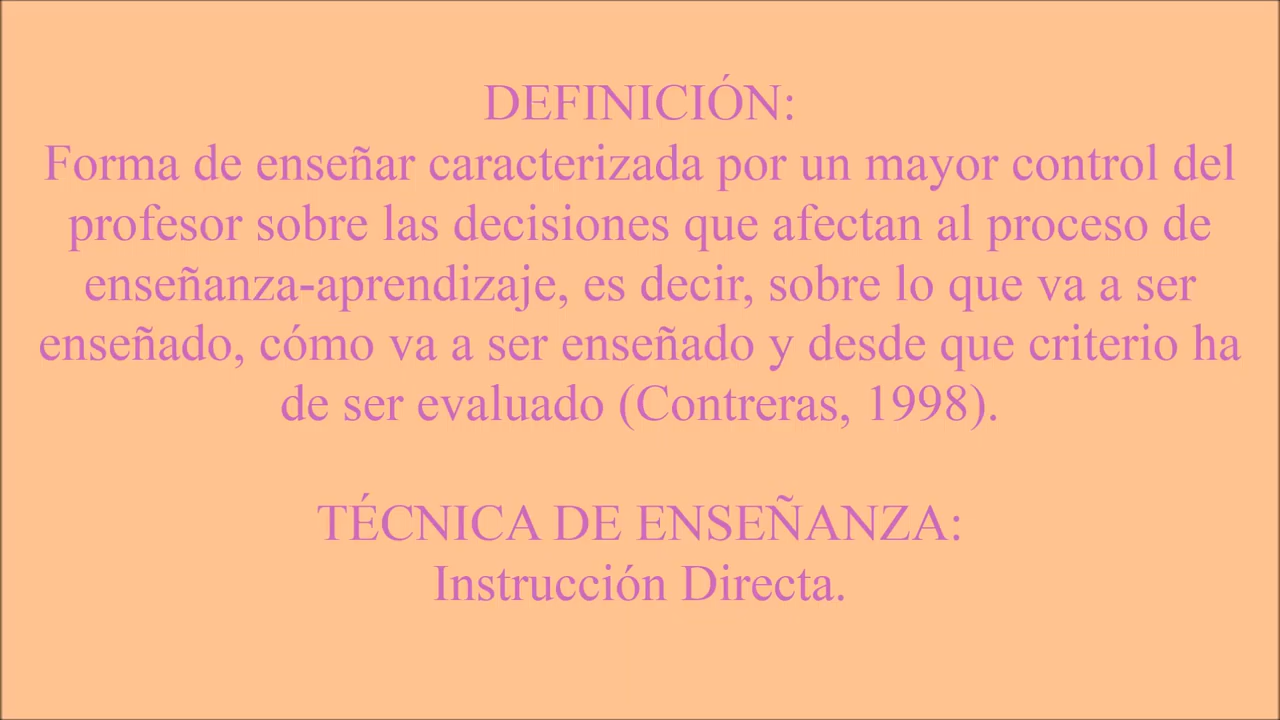 DEFINICIÓN:
Forma de enseñar caracterizada por un mayor control del
profesor sobre las decisiones que afectan al proceso de
enseñanza-aprendizaje, es decir, sobre lo que va a ser
enseñado, cómo va a ser enseñado y desde que criterio ha
de ser evaluado (Contreras, 1998).
TÉCNICA DE ENSEÑANZA:
Instrucción Directa.